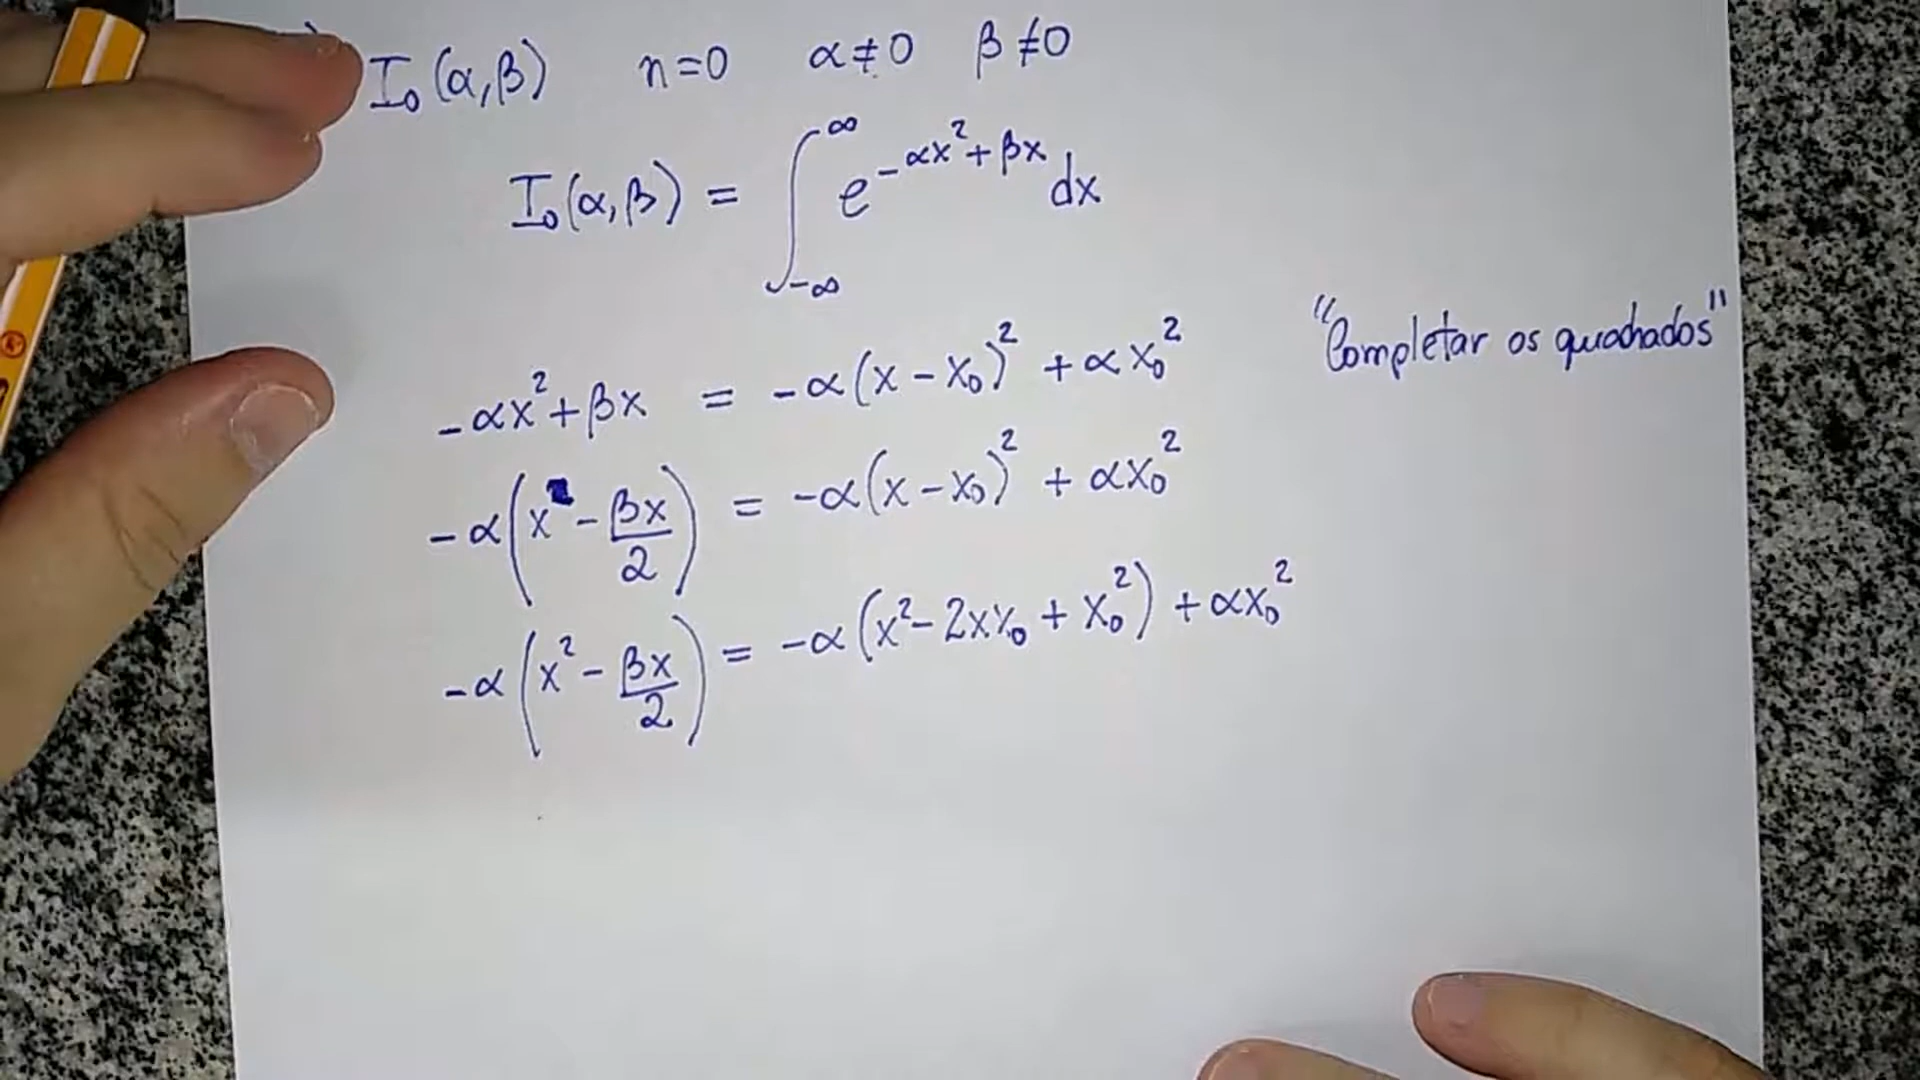 I₀(α,β) n=0 α≠0 β≠0
I₀(α,β) = ∫_{-∞}^{∞} e^{-αx²+βx} dx
"Completar os quadrados"
-αx²+βx = -α(x-x₀)² + αx₀²
-α(x² - βx/2) = -α(x-x₀)² + αx₀²
-α(x² - βx/2) = -α(x²-2xx₀+x₀²) + αx₀²